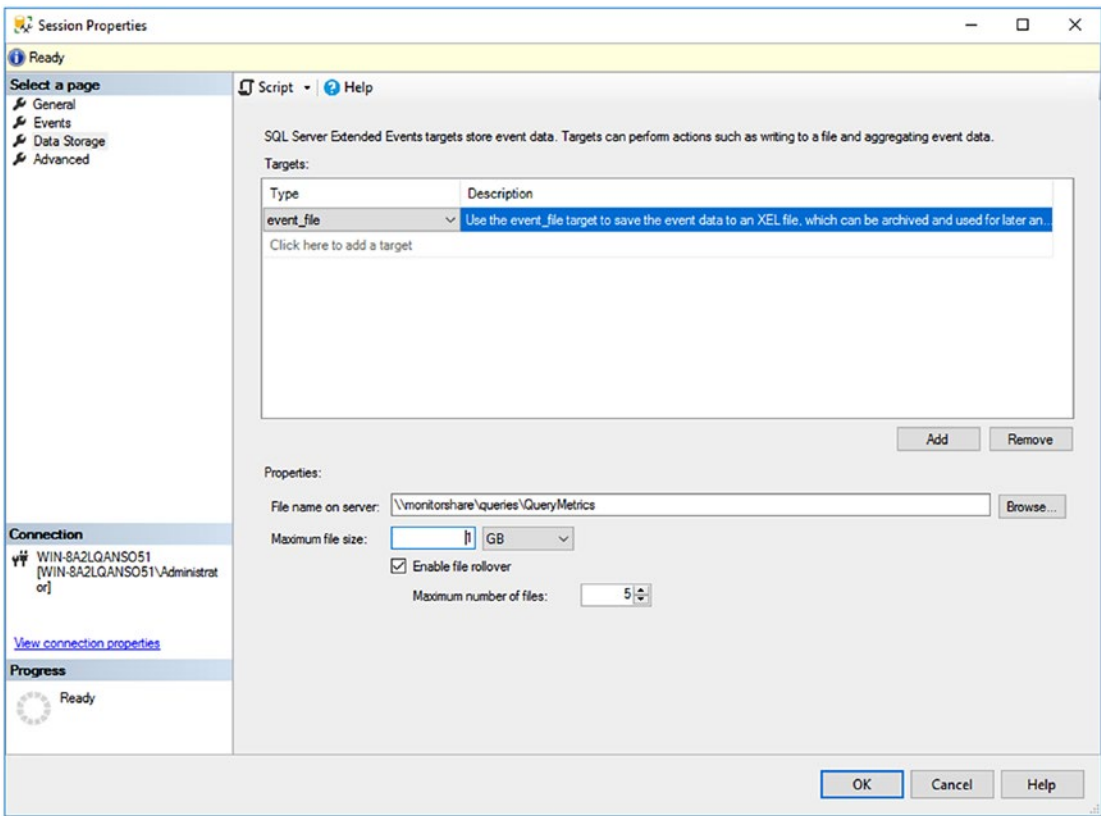 Session Properties
Ready
Select a page
General
Events
Data Storage
Advanced
Script
Help
SQL Server Extended Events targets store event data. Targets can perform actions such as writing to a file and aggregating event data.
Targets:
Type Description
event_file Use the event_file target to save the event data to an XEL file, which can be archived and used for later an...
Click here to add a target
Add Remove
Properties:
File name on server: \\monitorshare\queries\QueryMetrics Browse...
Maximum file size: 1 GB
Enable file rollover
Maximum number of files: 5
Connection
WIN-8A2LQANSO51
[WIN-8A2LQANSO51\Administrat
or]
View connection properties
Progress
Ready
OK Cancel Help